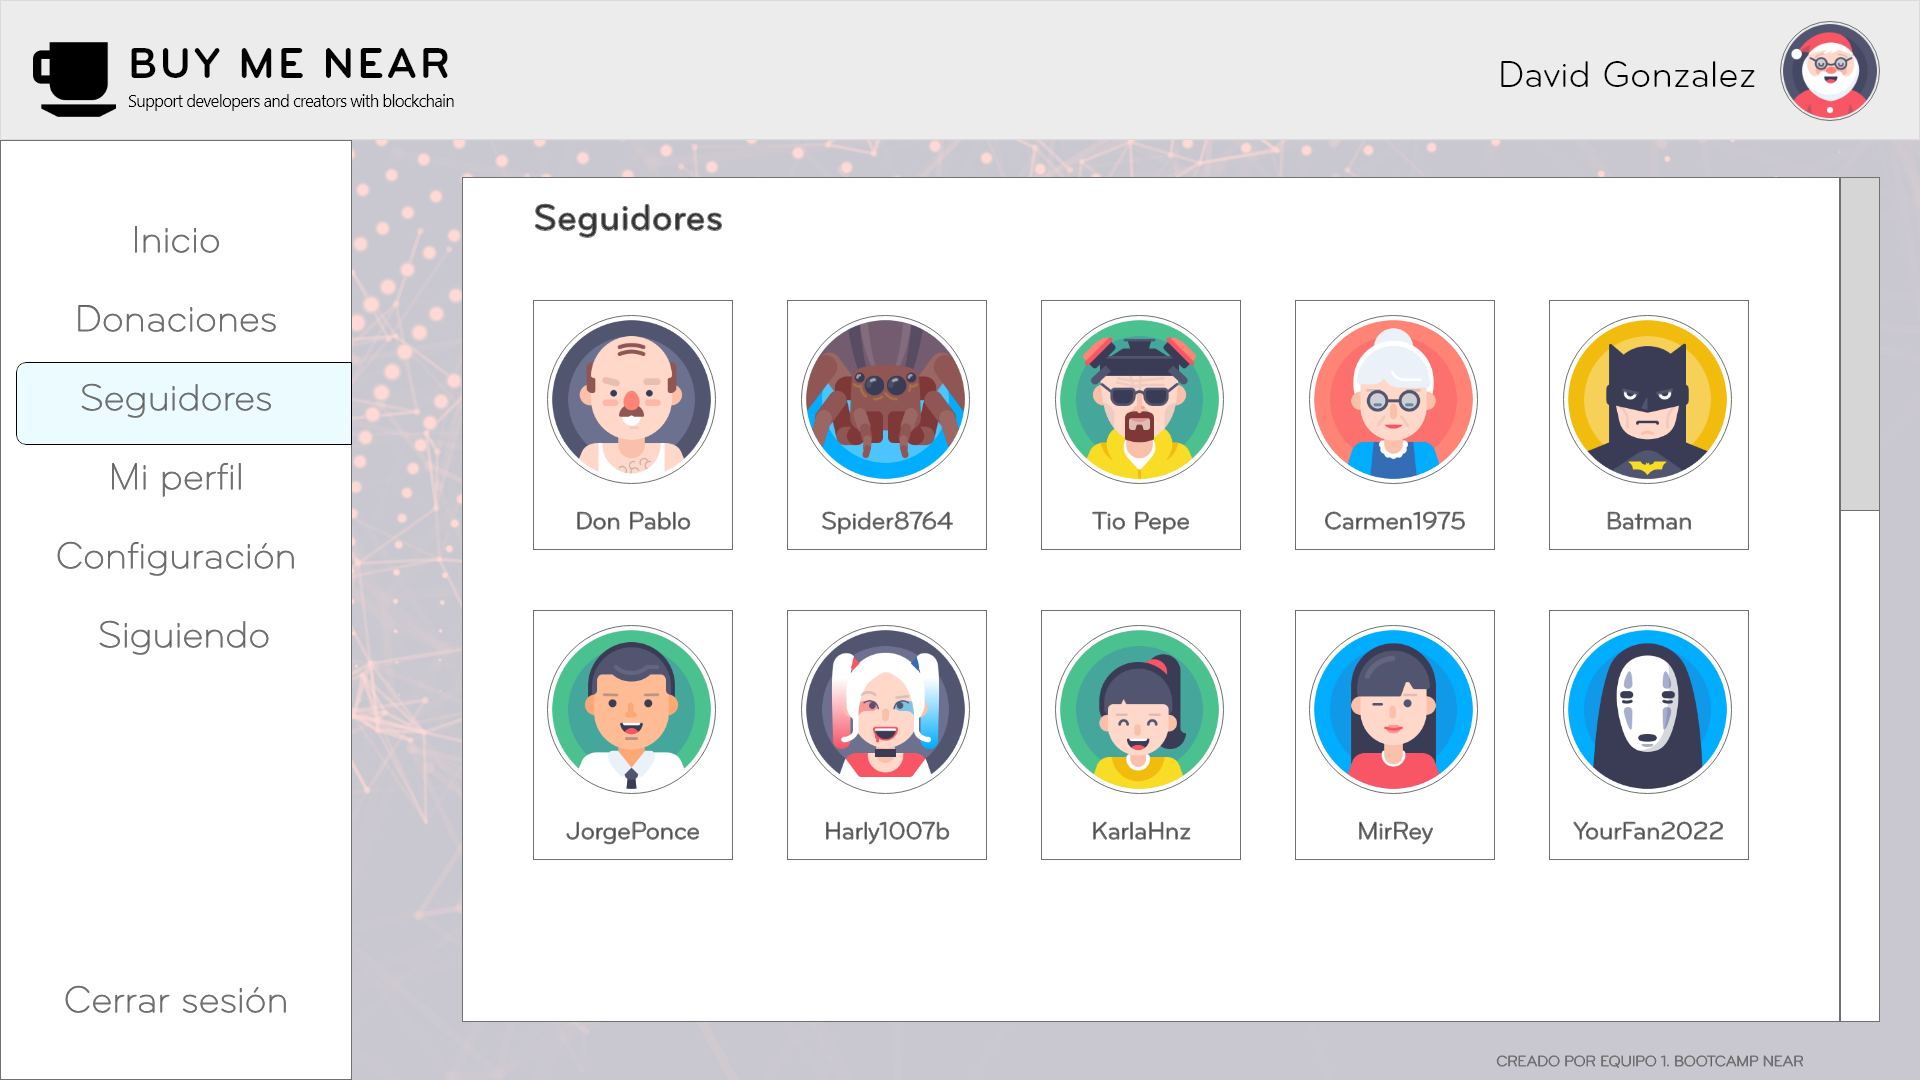 BUY ME NEAR
Support developers and creators with blockchain
David Gonzalez
Inicio
Donaciones
Seguidores
Mi perfil
Configuración
Siguiendo
Cerrar sesión
Seguidores
Don Pablo
Spider8764
Tio Pepe
Carmen1975
Batman
JorgePonce
Harly1007b
KarlaHnz
MirRey
YourFan2022
CREADO POR EQUIPO 1. BOOTCAMP NEAR